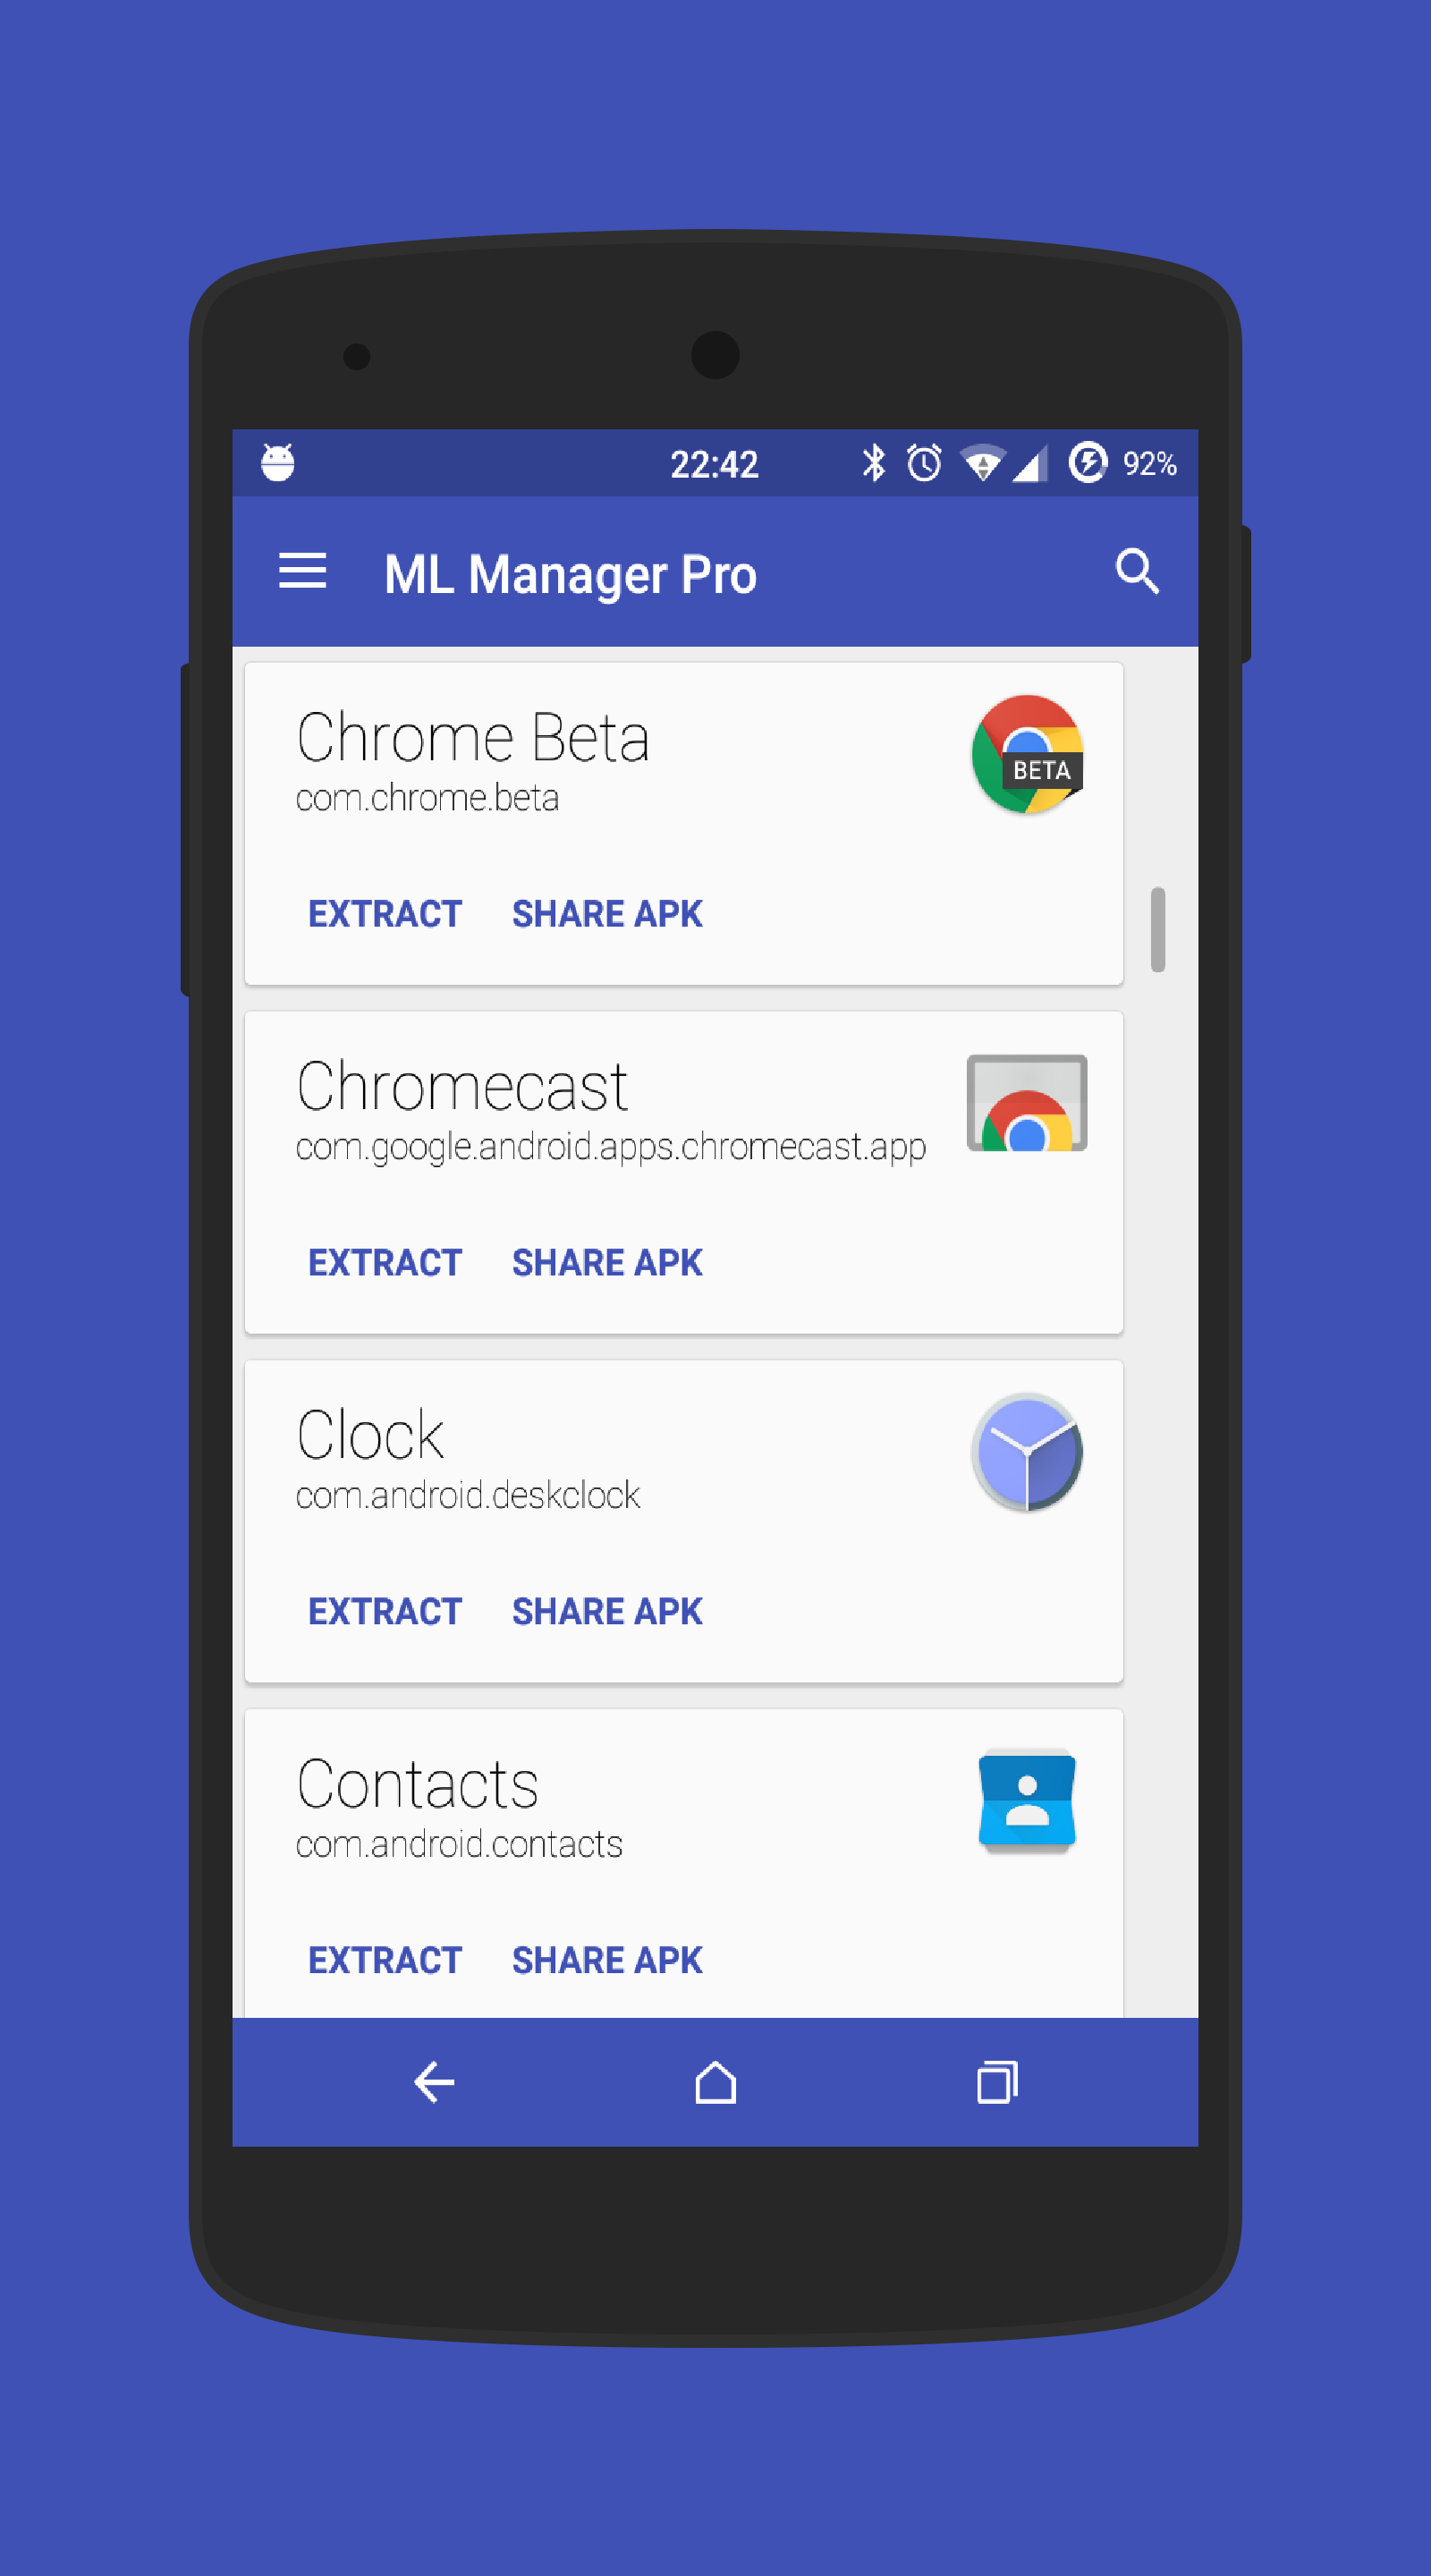 22:42
92%
ML Manager Pro
Chrome Beta
BETA
com.chrome.beta
EXTRACT SHARE APK
Chromecast
com.google.android.apps.chromecast.app
EXTRACT SHARE APK
Clock
com.android.deskclock
EXTRACT SHARE APK
Contacts
com.android.contacts
EXTRACT SHARE APK